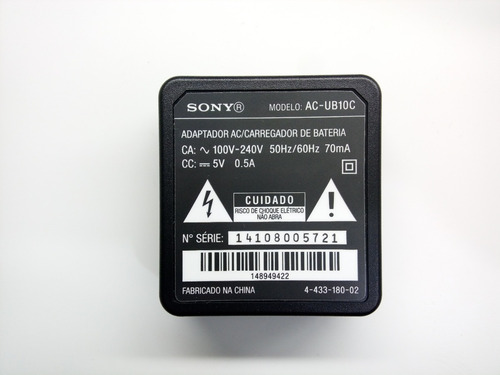 SONY® MODELO: AC-UB10C
ADAPTADOR AC/CARREGADOR DE BATERIA
CA: ∿ 100V-240V 50Hz/60Hz 70mA
CC: ⎓ 5V 0.5A
CUIDADO
RISCO DE CHOQUE ELÉTRICO
NÃO ABRA
N° SÉRIE: 14108005721
148949422
FABRICADO NA CHINA 4-433-180-02